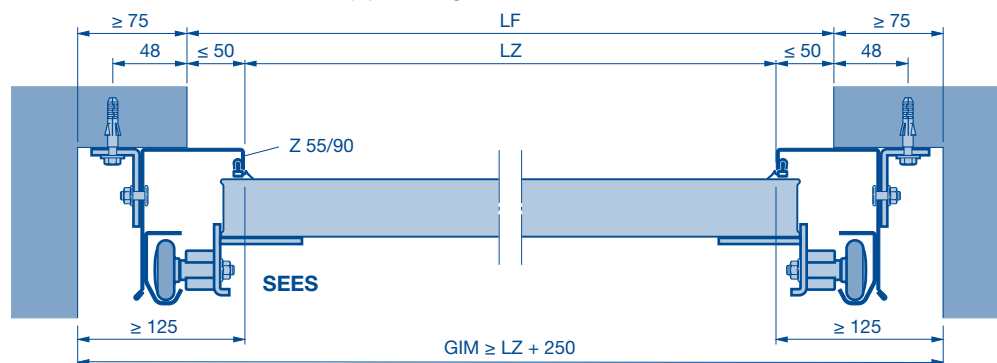 ≥ 75 LF ≥ 75
48 ≤ 50 LZ ≤ 50 48
Z 55/90
SEES
≥ 125 ≥ 125
GIM ≥ LZ + 250